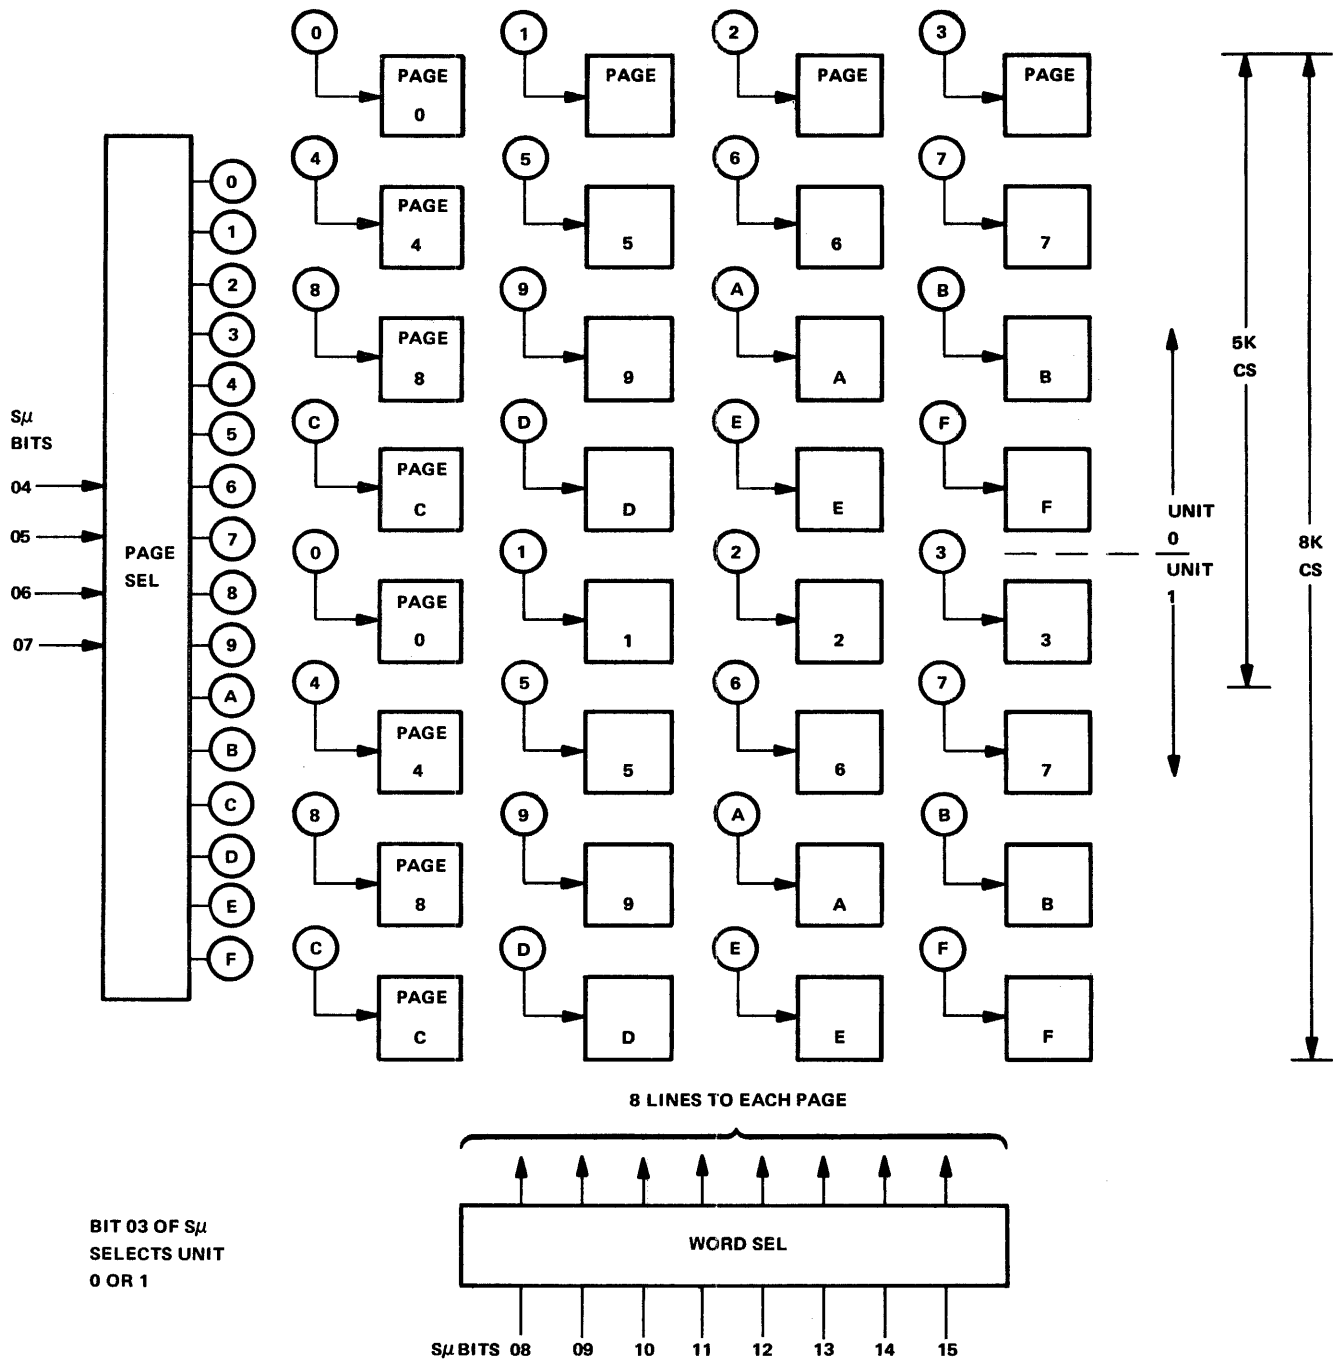 0 1 2 3
PAGE PAGE PAGE PAGE
0
4 5 6 7
PAGE
4 5 6 7
8 9 A B
PAGE
8 9 A B
C D E F
PAGE
C D E F
0 1 2 3
PAGE
0 1 2 3
4 5 6 7
PAGE
4 5 6 7
8 9 A B
PAGE
8 9 A B
C D E F
PAGE
C D E F
Sμ
BITS
04
05
06
07
PAGE
SEL
0
1
2
3
4
5
6
7
8
9
A
B
C
D
E
F
UNIT
0
UNIT
1
5K
CS
8K
CS
8 LINES TO EACH PAGE
WORD SEL
BIT 03 OF Sμ
SELECTS UNIT
0 OR 1
Sμ BITS 08 09 10 11 12 13 14 15